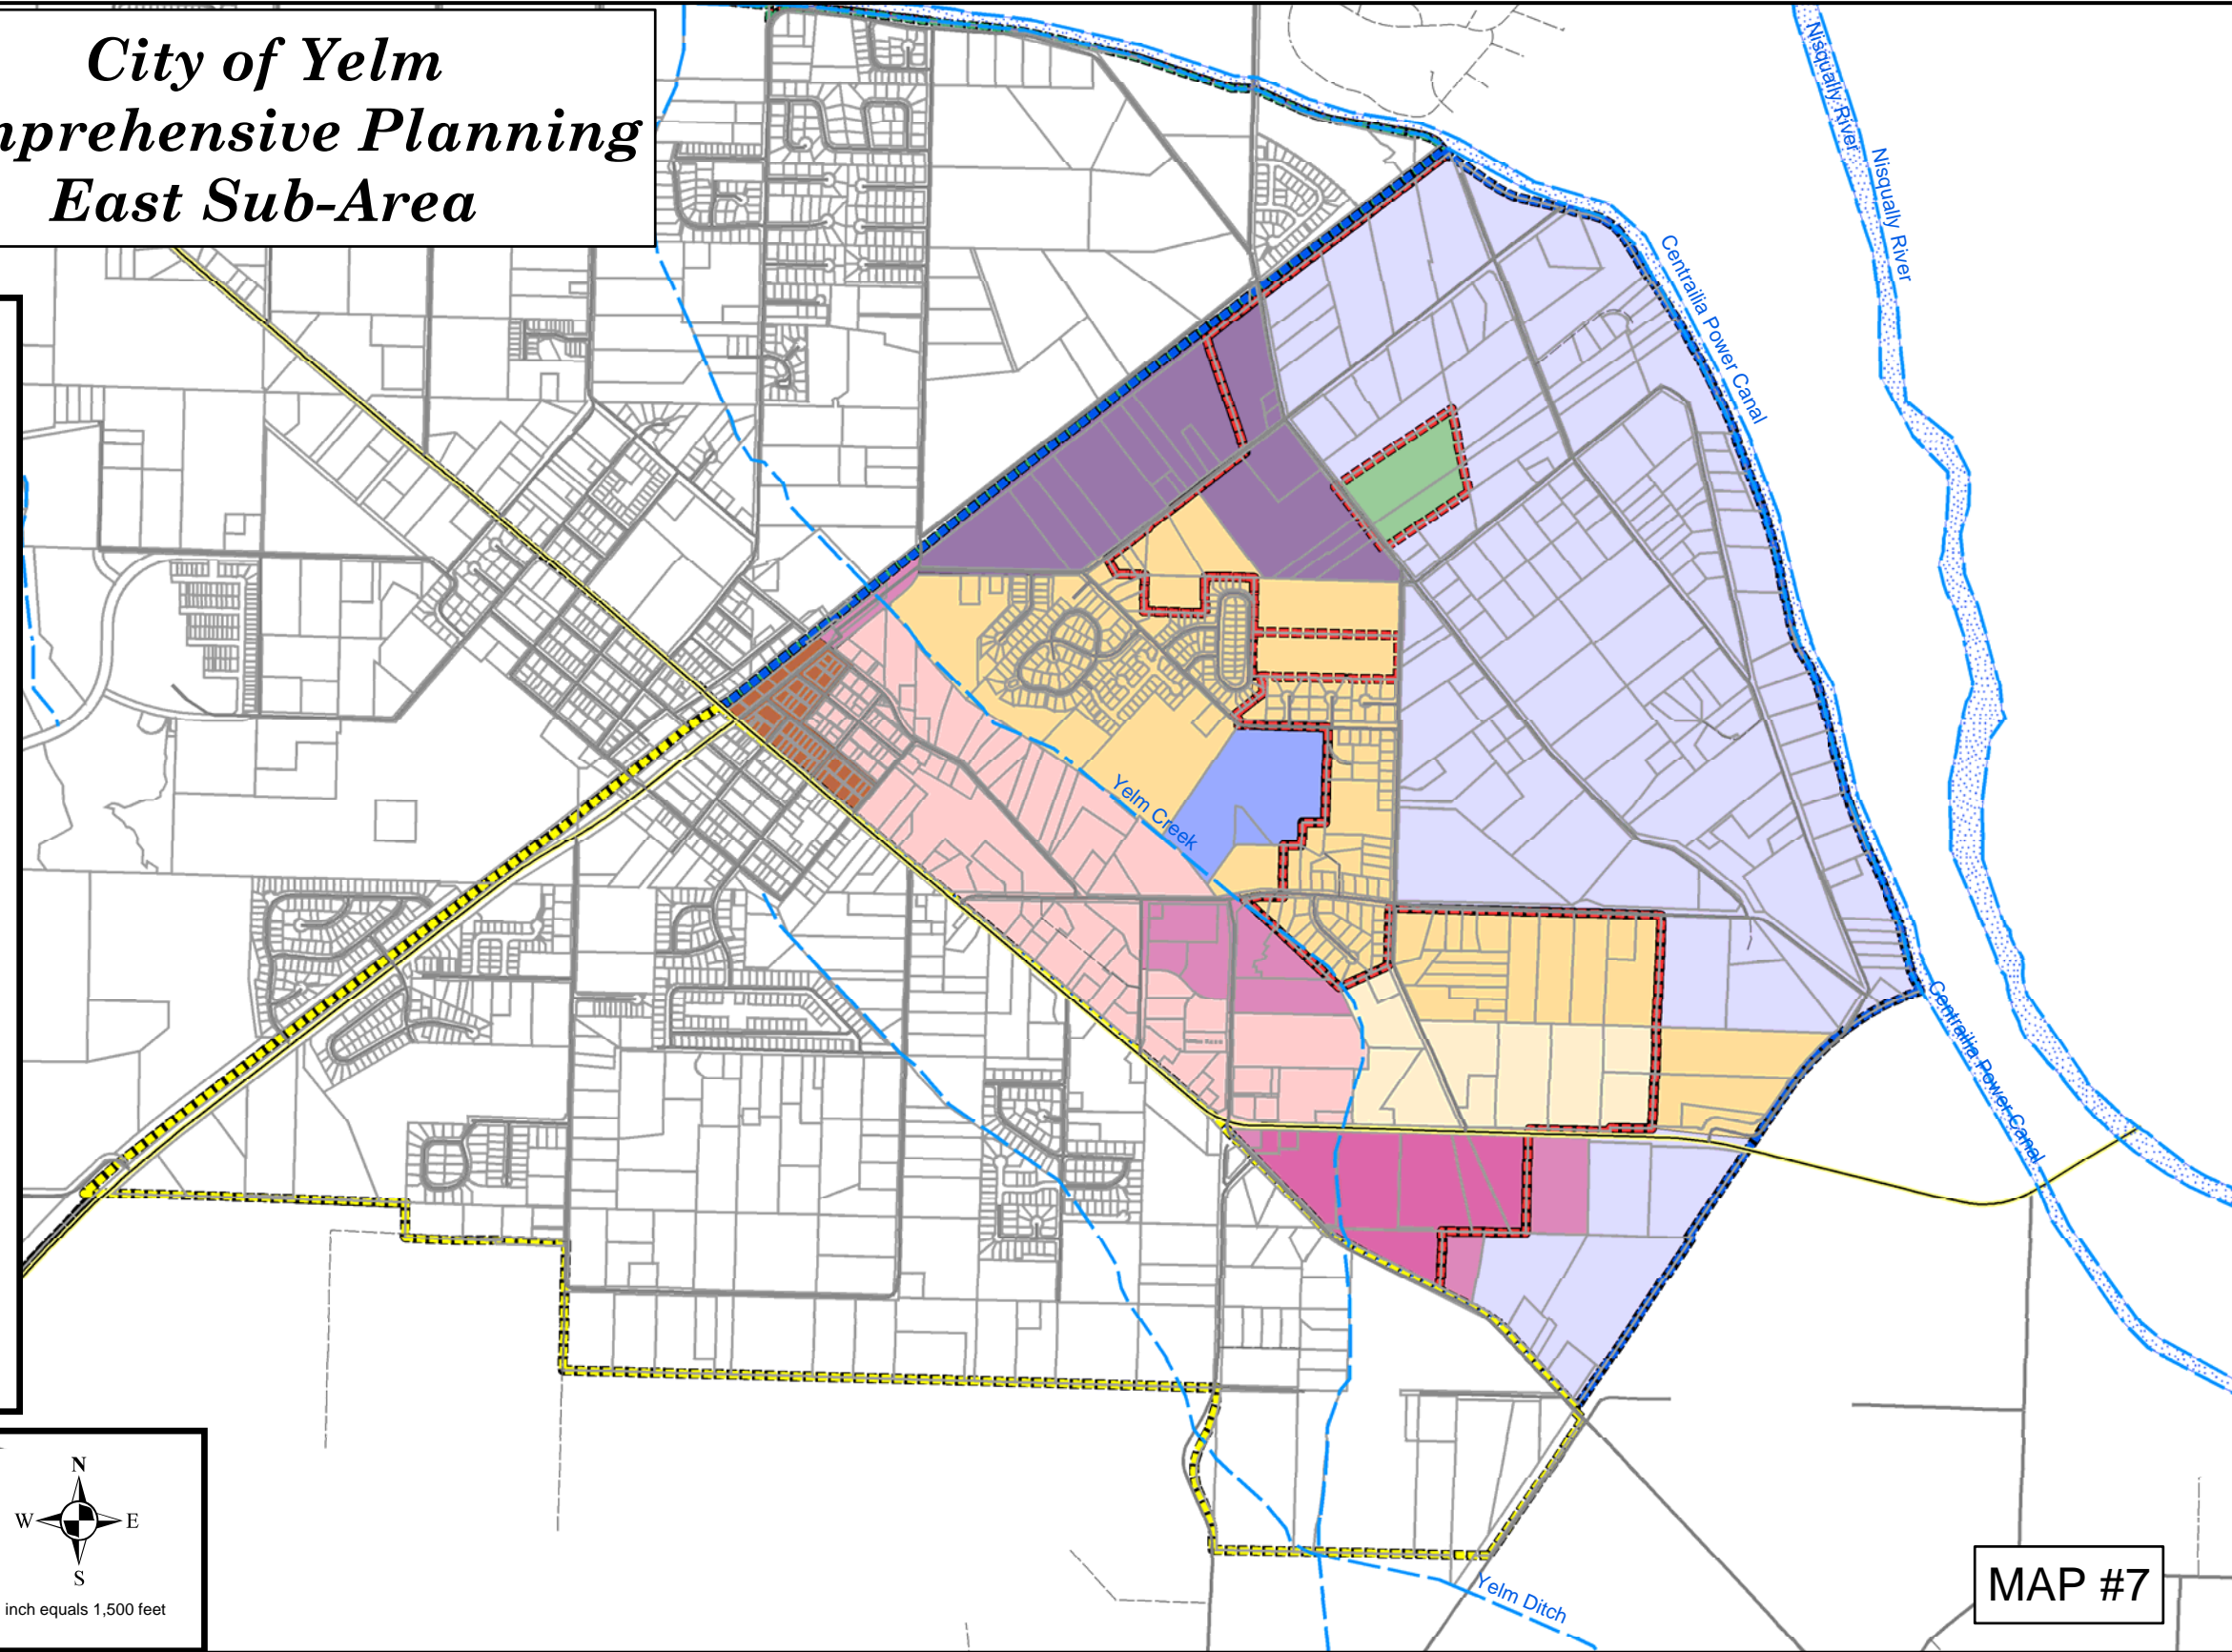 City of Yelm
mprehensive Planning
East Sub-Area
Nisqually River
Nisqually River
Centrailia Power Canal
Yelm Creek
Centrailia Power Canal
Yelm Ditch
N
W E
S
inch equals 1,500 feet
MAP #7